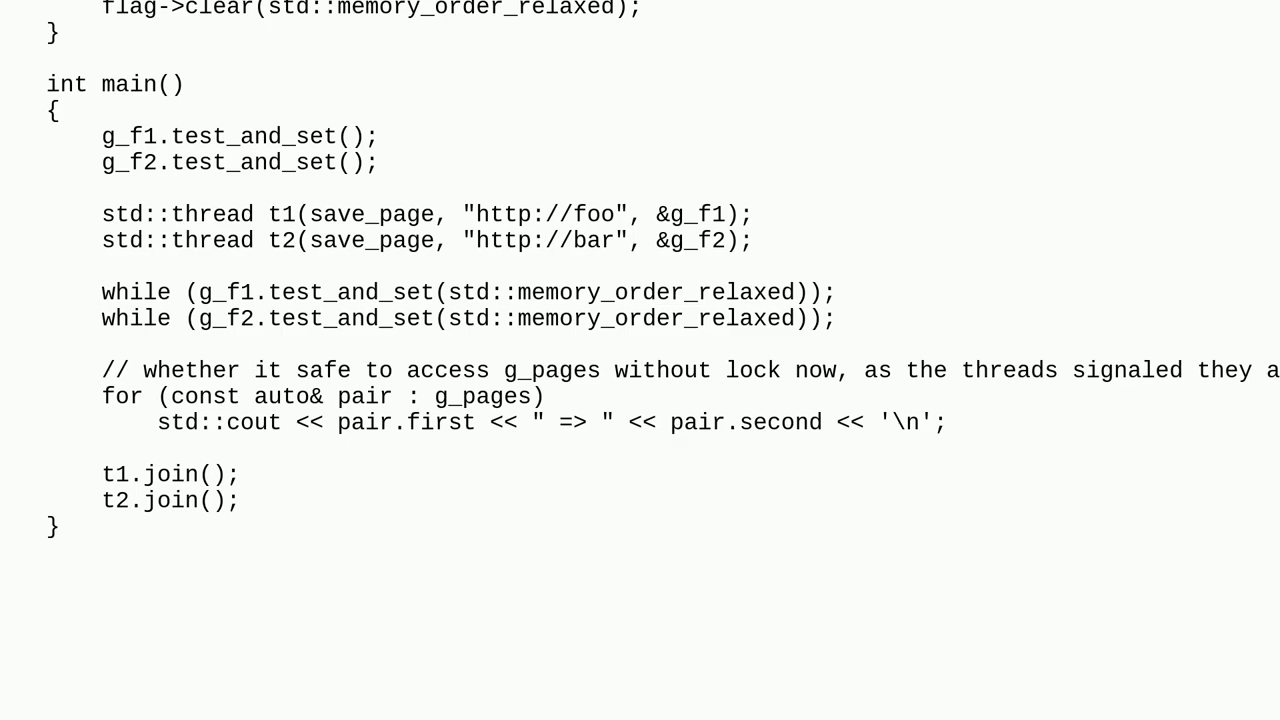 flag->clear(std::memory_order_relaxed);
}
int main()
{
    g_f1.test_and_set();
    g_f2.test_and_set();
    std::thread t1(save_page, "http://foo", &g_f1);
    std::thread t2(save_page, "http://bar", &g_f2);
    while (g_f1.test_and_set(std::memory_order_relaxed));
    while (g_f2.test_and_set(std::memory_order_relaxed));
    // whether it safe to access g_pages without lock now, as the threads signaled they a
    for (const auto& pair : g_pages)
        std::cout << pair.first << " => " << pair.second << '\n';
    t1.join();
    t2.join();
}